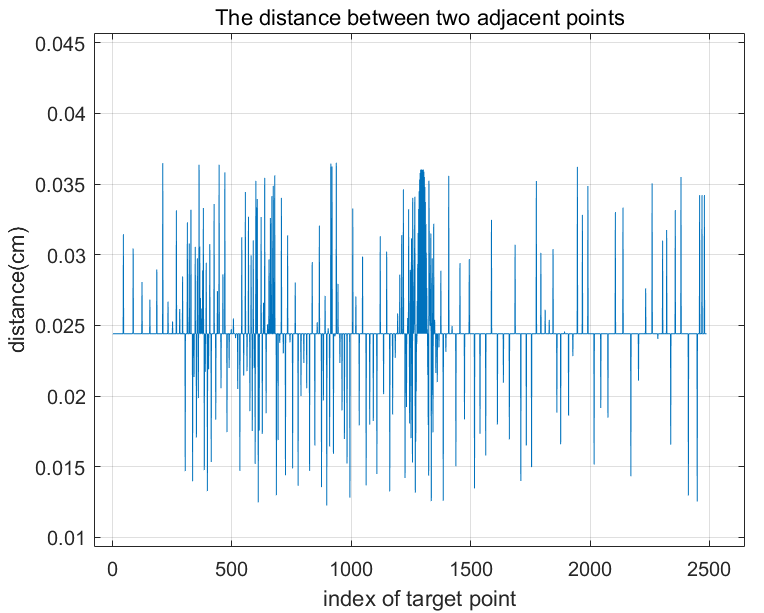 The distance between two adjacent points
0.045
0.04
0.035
0.03
0.025
0.02
0.015
0.01
distance(cm)
0 500 1000 1500 2000 2500
index of target point